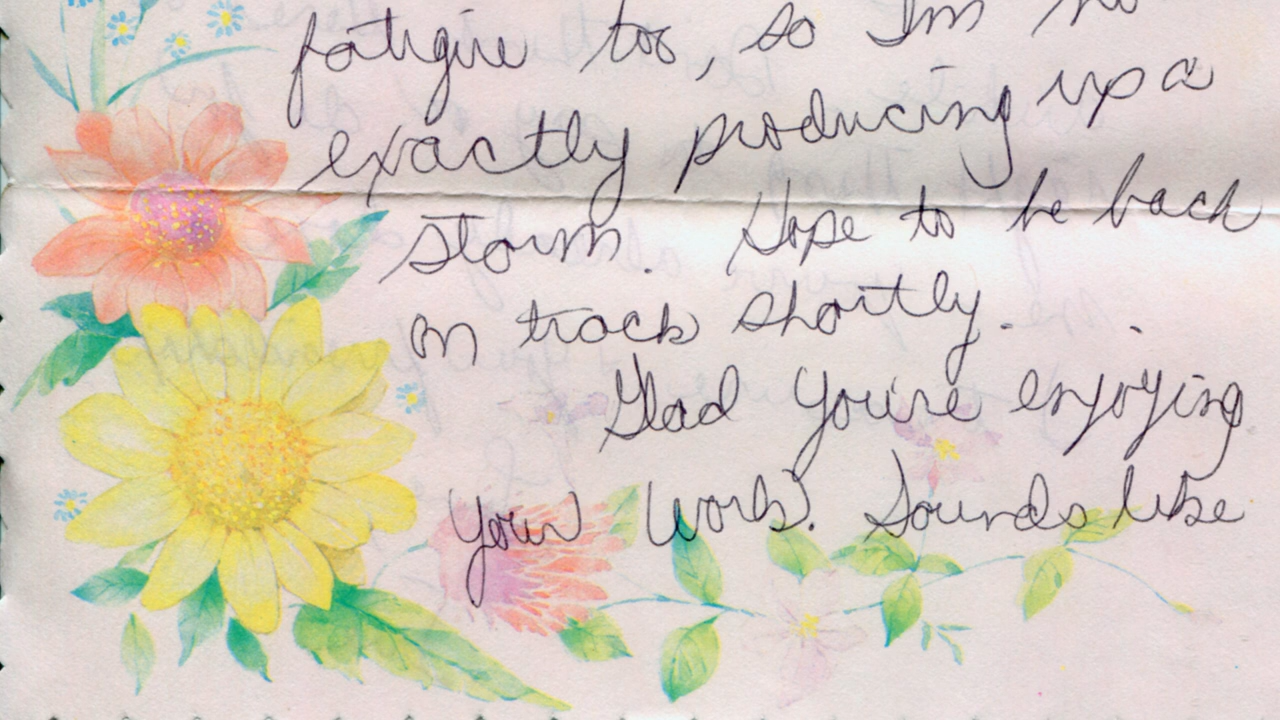 fatigue too, so I'm no
exactly producing up a
storm. Hope to be back
on track shortly.
Glad you're enjoying
your work. Sounds like